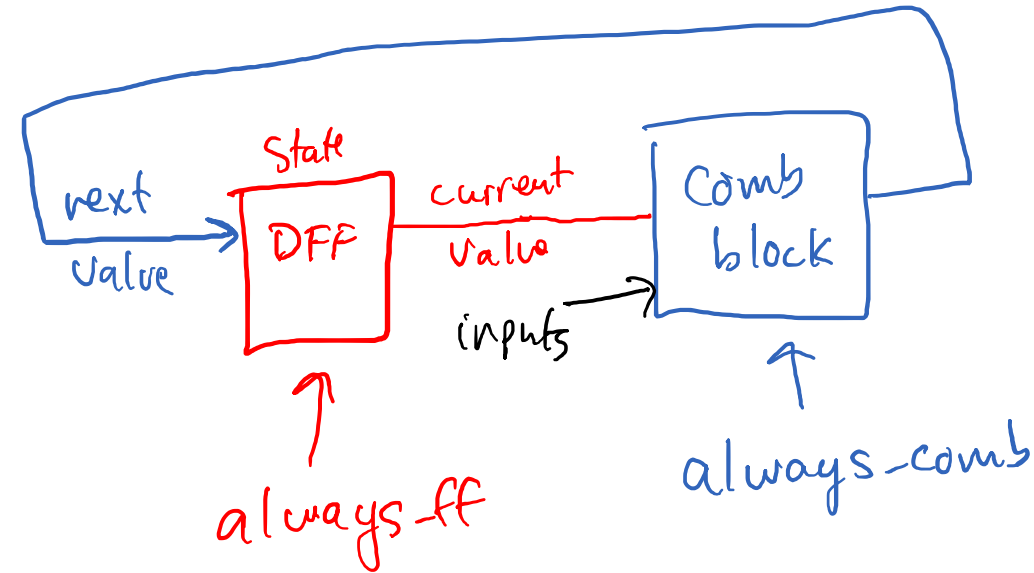 State
next
value
DFF
current
value
Comb
block
inputs
always_ff
always_comb